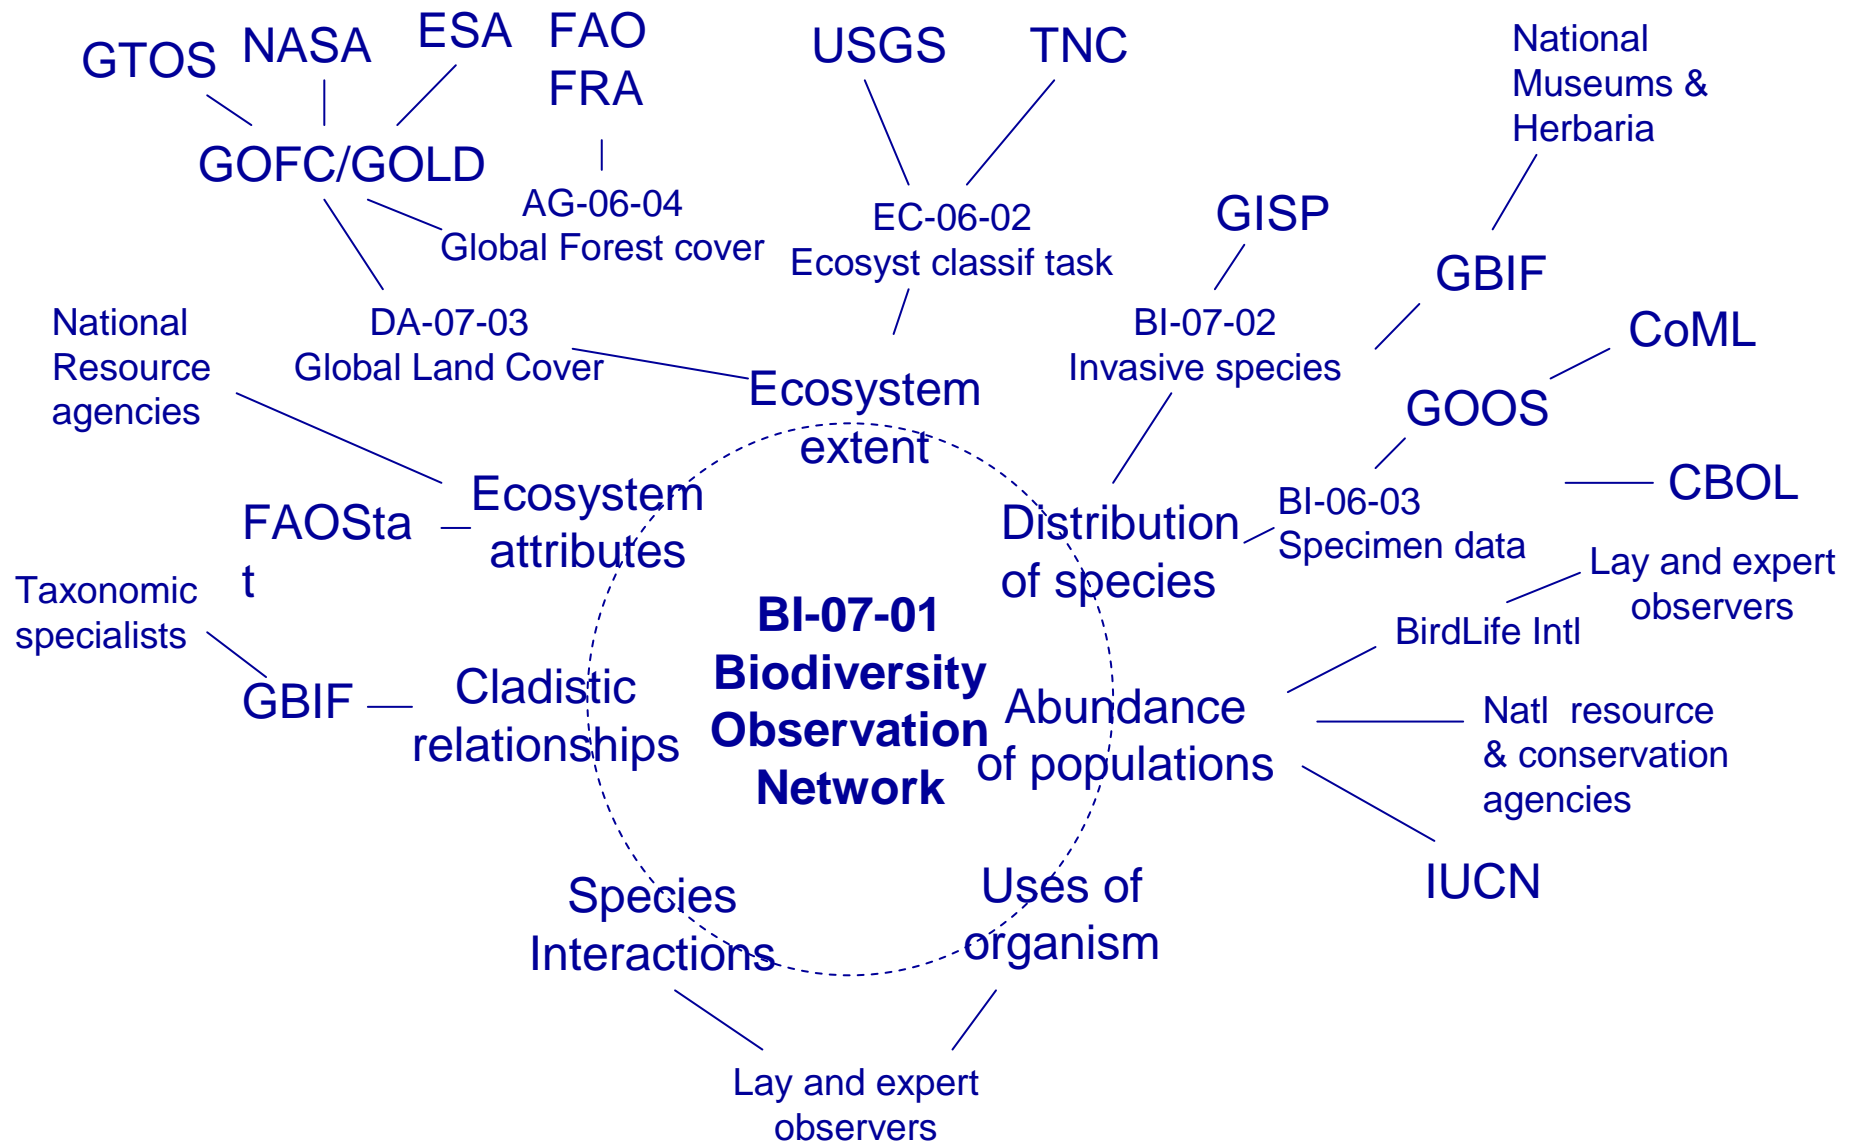 GTOS
NASA
ESA
FAO
FRA
USGS
TNC
National
Museums &
Herbaria
GOFC/GOLD
AG-06-04
Global Forest cover
EC-06-02
Ecosyst classif task
GISP
GBIF
National
Resource
agencies
DA-07-03
Global Land Cover
BI-07-02
Invasive species
CoML
Ecosystem
extent
GOOS
Ecosystem
attributes
FAOSta
t
Distribution
of species
BI-06-03
Specimen data
CBOL
Lay and expert
observers
Taxonomic
specialists
BI-07-01
Biodiversity
Observation
Network
BirdLife Intl
GBIF
Cladistic
relationships
Abundance
of populations
Natl  resource
& conservation
agencies
IUCN
Species
Interactions
Uses of
organism
Lay and expert
observers